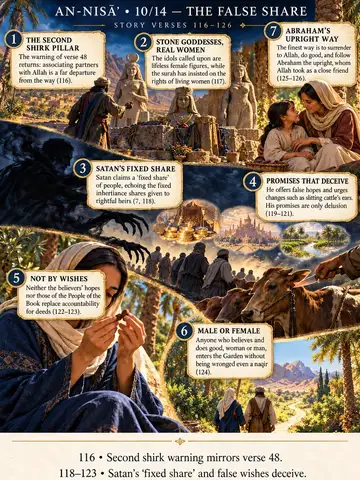 AN-NISĀʾ • 10/14 — THE FALSE SHARE
STORY VERSES 116–126
1 THE SECOND
SHIRK PILLAR
The warning of verse 48
returns: associating partners
with Allah is a far departure
from the way (116).
2 STONE GODDESSES,
REAL WOMEN
The idols called upon are
lifeless female figures, while
the surah has insisted on the
rights of living women (117).
7 ABRAHAM'S
UPRIGHT WAY
The finest way is to surrender
to Allah, do good, and follow
Abraham the upright, whom
Allah took as a close friend
(125–126).
3 SATAN'S FIXED SHARE
Satan claims a 'fixed share'
of people, echoing the fixed
inheritance shares given to
rightful heirs (7, 118).
4 PROMISES THAT DECEIVE
He offers false hopes and urges
changes such as slitting cattle's ears.
His promises are only delusion
(119–121).
5 NOT BY WISHES
Neither the believers' hopes
nor those of the People of the
Book replace accountability
for deeds (122–123).
6 MALE OR FEMALE
Anyone who believes and
does good, woman or man,
enters the Garden without
being wronged even a naqir
(124).
116 • Second shirk warning mirrors verse 48.
118–123 • Satan's 'fixed share' and false wishes deceive.